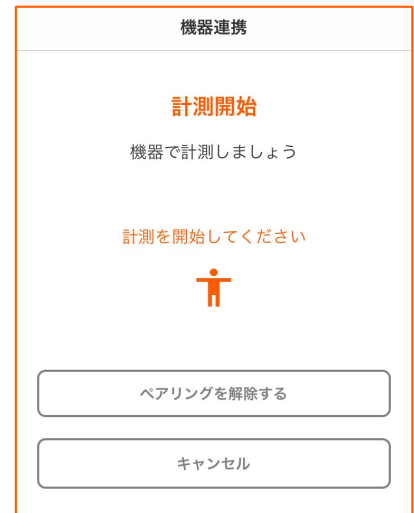 機器連携
計測開始
機器で計測しましょう
計測を開始してください
ペアリングを解除する
キャンセル